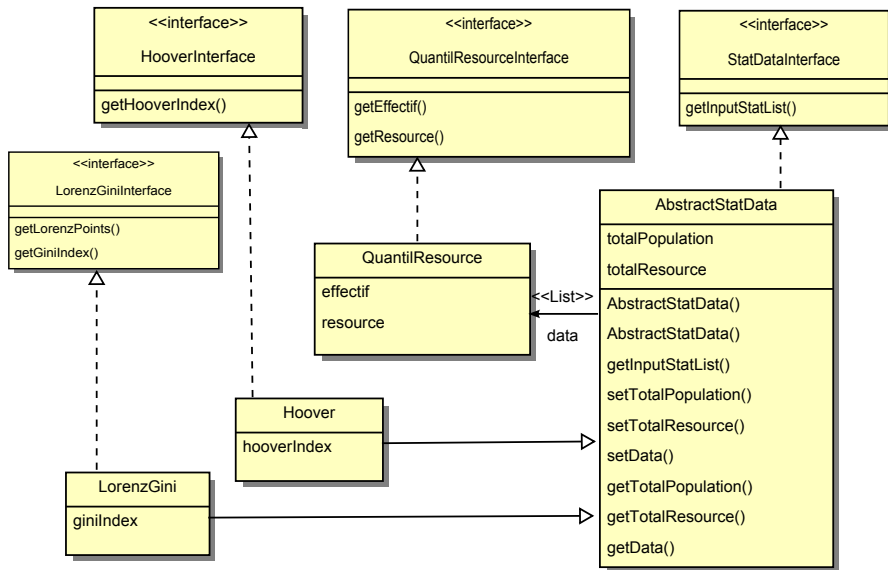 <<interface>>
HooverInterface
getHooverIndex()
<<interface>>
QuantilResourceInterface
getEffectif()
getResource()
<<interface>>
StatDataInterface
getInputStatList()
<<interface>>
LorenzGiniInterface
getLorenzPoints()
getGiniIndex()
QuantilResource
effectif
resource
<<List>>
data
AbstractStatData
totalPopulation
totalResource
AbstractStatData()
AbstractStatData()
getInputStatList()
setTotalPopulation()
setTotalResource()
setData()
getTotalPopulation()
getTotalResource()
getData()
Hoover
hooverIndex
LorenzGini
giniIndex